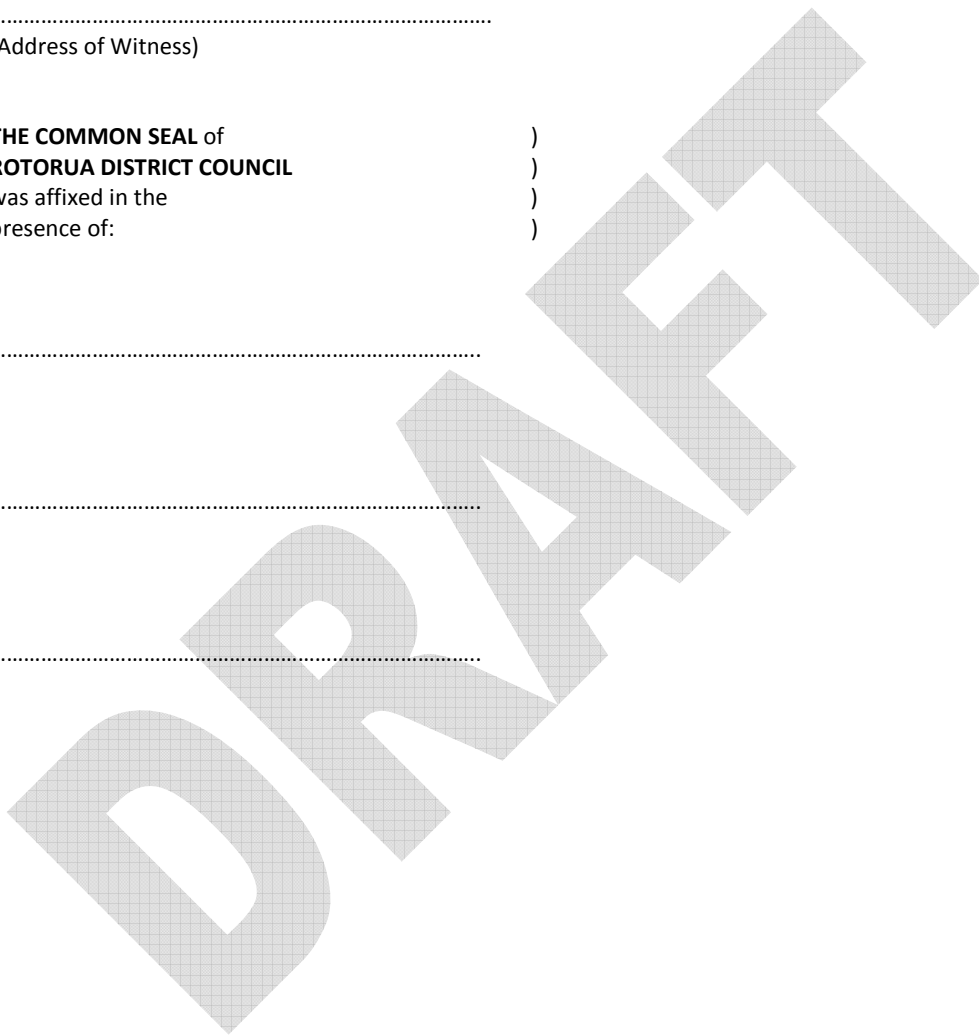 ……………………………………………………………………….
Address of Witness)
THE COMMON SEAL of )
ROTORUA DISTRICT COUNCIL )
was affixed in the )
presence of: )
……………………………………………………………………..
……………………………………………………………………..
……………………………………………………………………..
DRAFT